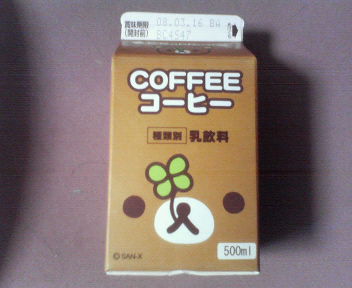 賞味期限
(開封前)
08.03.16 BA
BC4547
COFFEE
コーヒー
種類別 乳飲料
© SAN-X
500ml